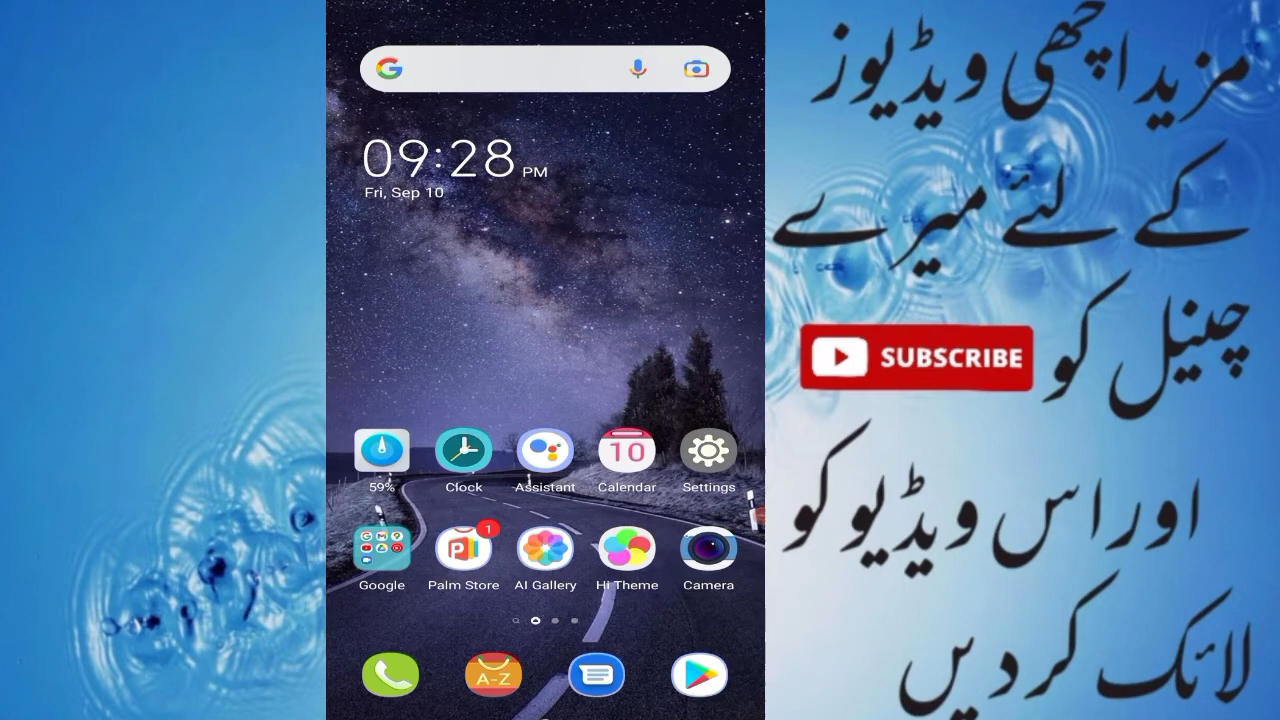 09:28 PM
Fri, Sep 10
59%
Clock
Assistant
10
Calendar
Settings
Google
1
Palm Store
AI Gallery
Hi Theme
Camera
A-Z
مزید اچھی ویڈیوز
کے لئے میرے
چینل کو SUBSCRIBE
اور اس ویڈیو کو
لائک کر دیں